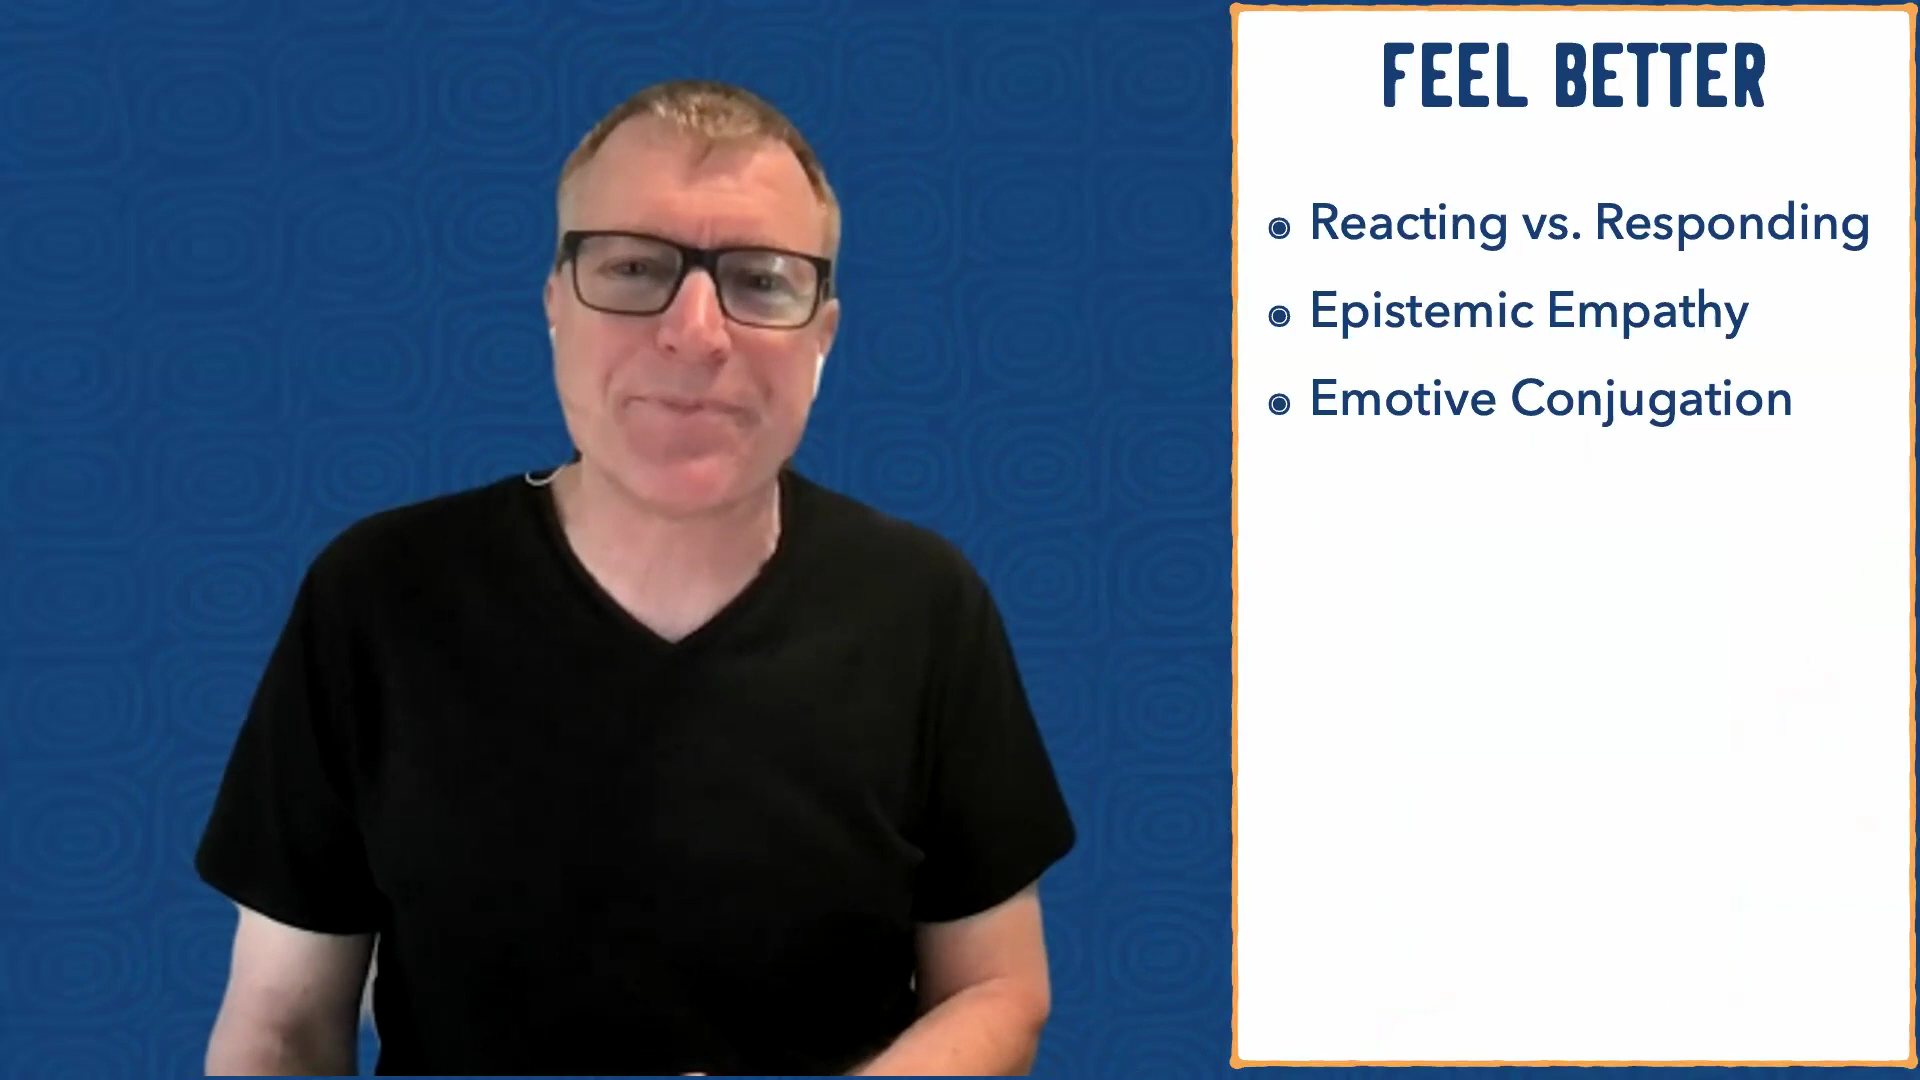 FEEL BETTER
Reacting vs. Responding
Epistemic Empathy
Emotive Conjugation